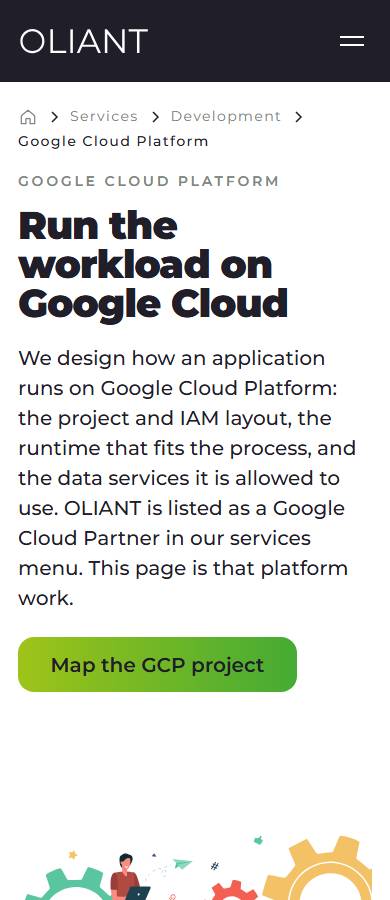 OLIANT
Services
Development
Google Cloud Platform
GOOGLE CLOUD PLATFORM
Run the
workload on
Google Cloud
We design how an application
runs on Google Cloud Platform:
the project and IAM layout, the
runtime that fits the process, and
the data services it is allowed to
use. OLIANT is listed as a Google
Cloud Partner in our services
menu. This page is that platform
work.
Map the GCP project
#